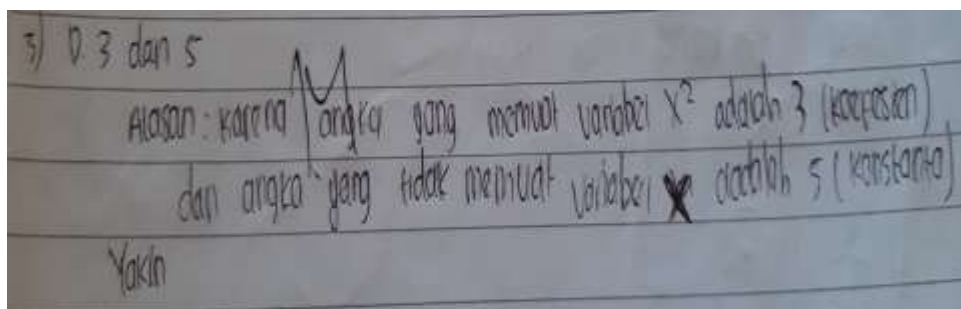 3) D. 3 dan 5
Alasan : karena angka yang memuat variabel x² adalah 3 (koefesien)
dan angka yang tidak memuat variabel x adalah 5 (konstanta)
Yakin